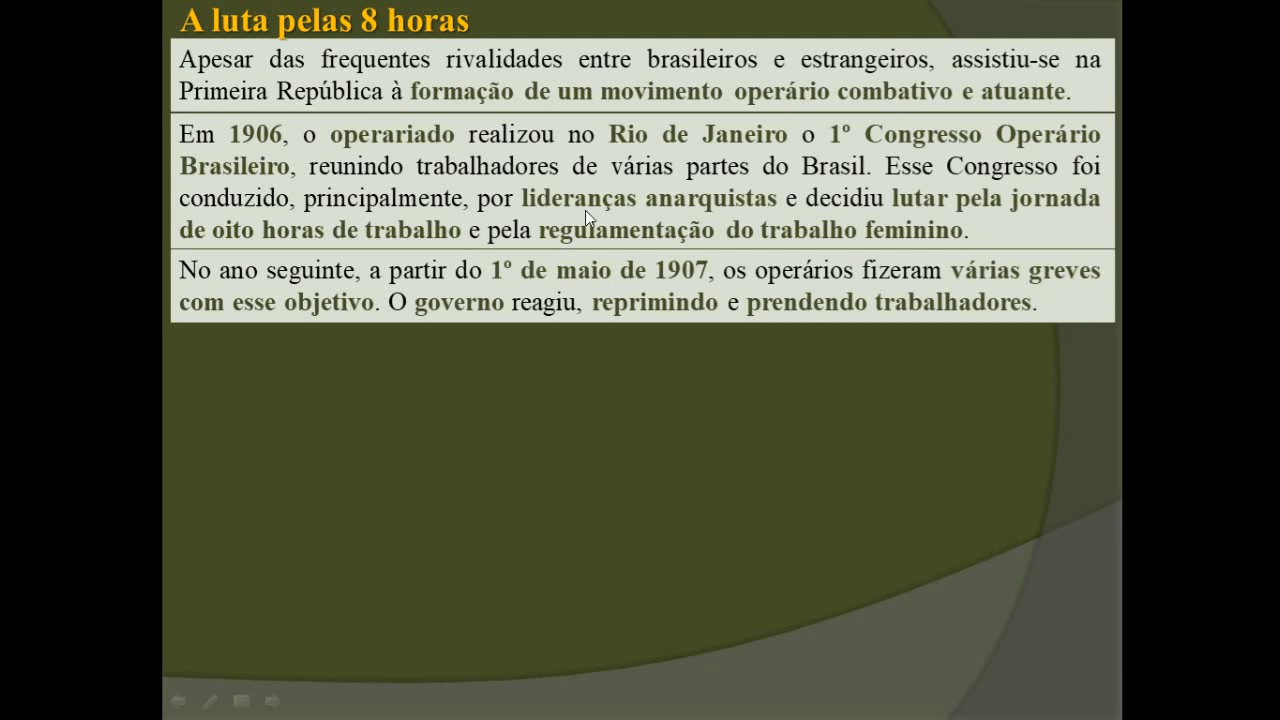 A luta pelas 8 horas
Apesar das frequentes rivalidades entre brasileiros e estrangeiros, assistiu-se na
Primeira República à formação de um movimento operário combativo e atuante.
Em 1906, o operariado realizou no Rio de Janeiro o 1º Congresso Operário
Brasileiro, reunindo trabalhadores de várias partes do Brasil. Esse Congresso foi
conduzido, principalmente, por lideranças anarquistas e decidiu lutar pela jornada
de oito horas de trabalho e pela regulamentação do trabalho feminino.
No ano seguinte, a partir do 1º de maio de 1907, os operários fizeram várias greves
com esse objetivo. O governo reagiu, reprimindo e prendendo trabalhadores.